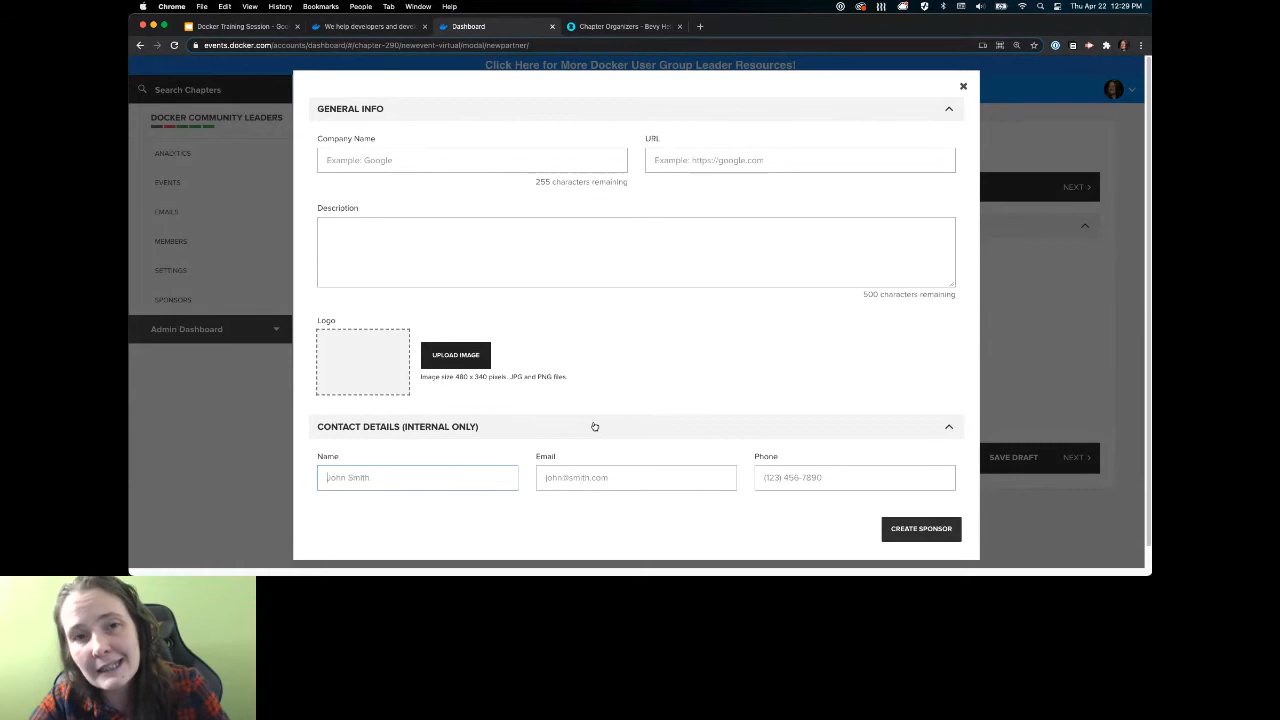 Chrome File Edit View History Bookmarks People Tab Window Help Thu Apr 22 12:29 PM
Docker Training Session - Goo We help developers and develo Dashboard Chapter Organizers - Bevy Hel
events.docker.com/accounts/dashboard/#/chapter-290/newevent-virtual/modal/newpartner/
Click Here for More Docker User Group Leader Resources!
Search Chapters
DOCKER COMMUNITY LEADERS
ANALYTICS
EVENTS
EMAILS
MEMBERS
SETTINGS
SPONSORS
Admin Dashboard
GENERAL INFO
Company Name URL
Example: Google Example: https://google.com
255 characters remaining
Description
500 characters remaining
Logo
UPLOAD IMAGE
Image size 480 x 340 pixels. JPG and PNG files.
CONTACT DETAILS (INTERNAL ONLY)
Name Email Phone
John Smith john@smith.com (123) 456-7890
CREATE SPONSOR
NEXT
SAVE DRAFT NEXT